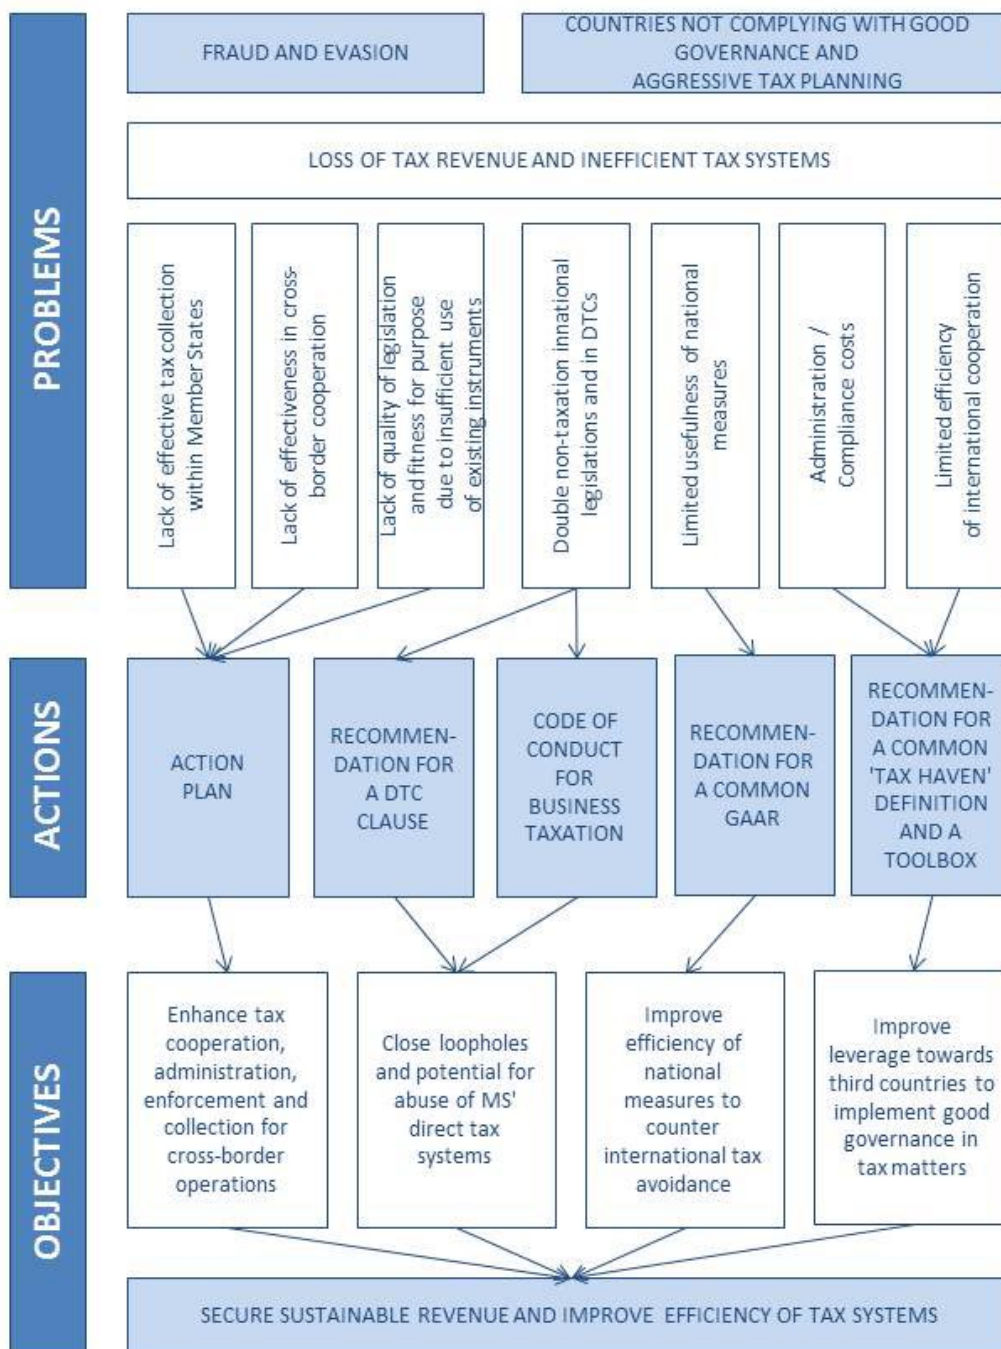 PROBLEMS
FRAUD AND EVASION
COUNTRIES NOT COMPLYING WITH GOOD
GOVERNANCE AND
AGGRESSIVE TAX PLANNING
LOSS OF TAX REVENUE AND INEFFICIENT TAX SYSTEMS
Lack of effective tax collection
within Member States
Lack of effectiveness in cross-
border cooperation
Lack of quality of legislation
and fitness for purpose
due to insufficient use
of existing instruments
Double non-taxation innational
legislations and in DTCs
Limited usefulness of national
measures
Administration /
Compliance costs
Limited efficiency
of international cooperation
ACTIONS
ACTION
PLAN
RECOMMEN-
DATION FOR
A DTC
CLAUSE
CODE OF
CONDUCT
FOR
BUSINESS
TAXATION
RECOMMEN-
DATION FOR
A COMMON
GAAR
RECOMMEN-
DATION FOR
A COMMON
'TAX HAVEN'
DEFINITION
AND A
TOOLBOX
OBJECTIVES
Enhance tax
cooperation,
administration,
enforcement and
collection for
cross-border
operations
Close loopholes
and potential for
abuse of MS'
direct tax
systems
Improve
efficiency of
national
measures to
counter
international tax
avoidance
Improve
leverage towards
third countries to
implement good
governance in
tax matters
SECURE SUSTAINABLE REVENUE AND IMPROVE EFFICIENCY OF TAX SYSTEMS